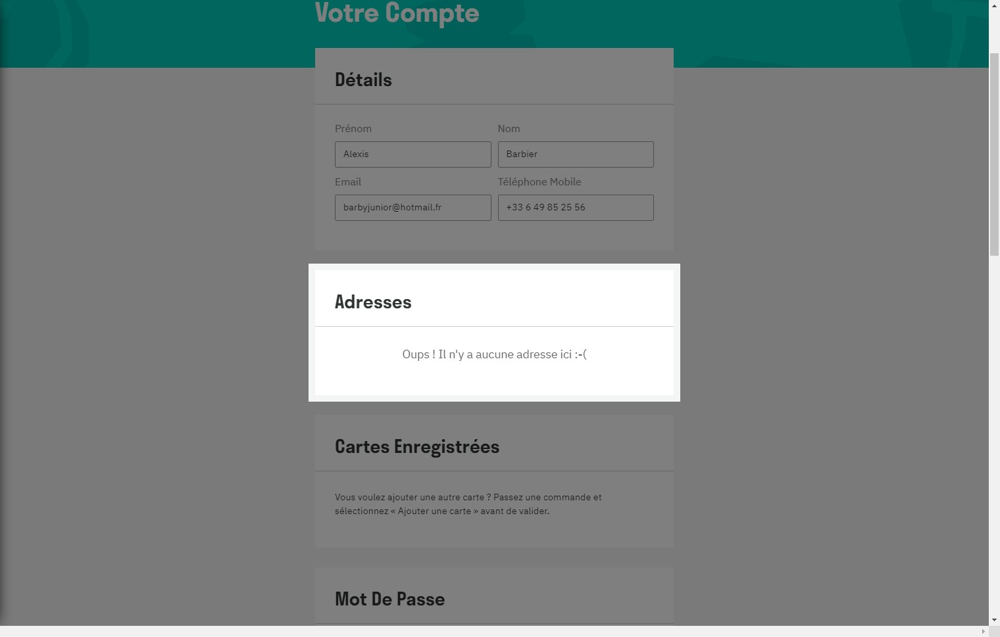 Votre Compte
Détails
Prénom Nom
Alexis Barbier
Email Téléphone Mobile
barbyjunior@hotmail.fr +33 6 49 85 25 56
Adresses
Oups ! Il n'y a aucune adresse ici :-(
Cartes Enregistrées
Vous voulez ajouter une autre carte ? Passez une commande et
sélectionnez « Ajouter une carte » avant de valider.
Mot De Passe